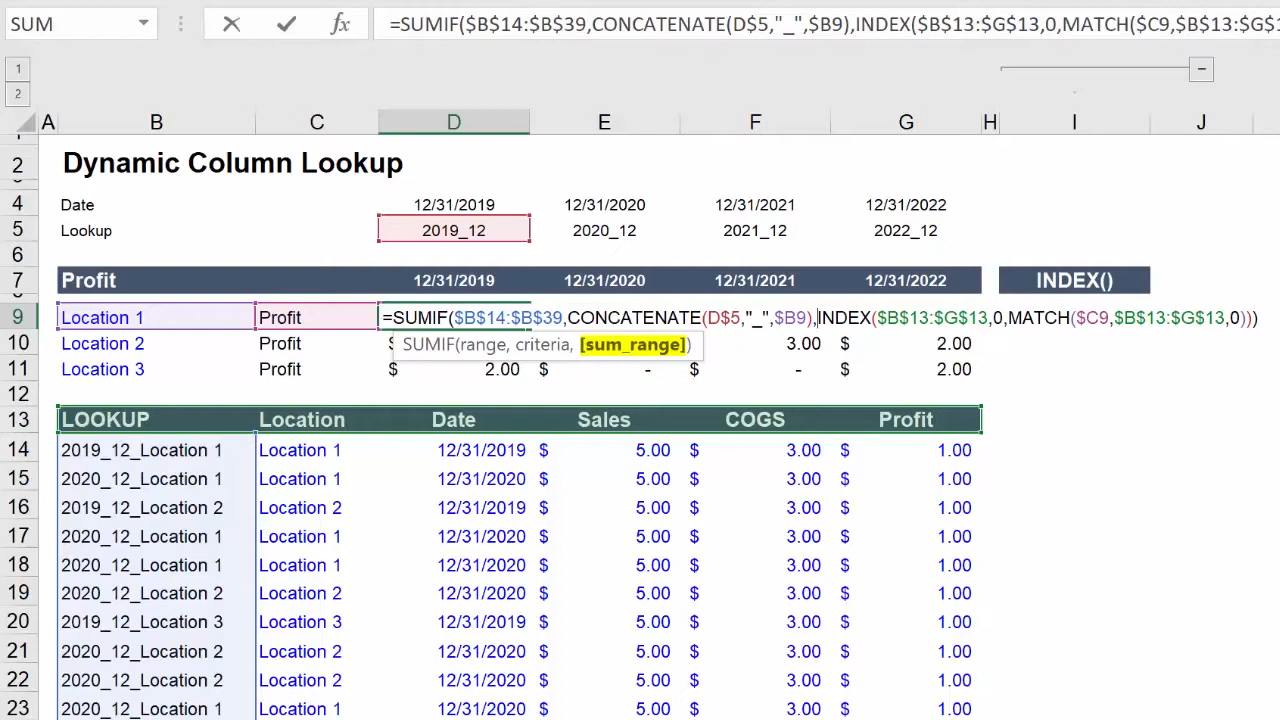 SUM =SUMIF($B$14:$B$39,CONCATENATE(D$5,"_",$B9),INDEX($B$13:$G$13,0,MATCH($C9,$B$13:$G$1
1
2
A B C D E F G H I J
2 Dynamic Column Lookup
4 Date 12/31/2019 12/31/2020 12/31/2021 12/31/2022
5 Lookup 2019_12 2020_12 2021_12 2022_12
6
7 Profit 12/31/2019 12/31/2020 12/31/2021 12/31/2022 INDEX()
9 Location 1 Profit =SUMIF($B$14:$B$39,CONCATENATE(D$5,"_",$B9),INDEX($B$13:$G$13,0,MATCH($C9,$B$13:$G$13,0)))
10 Location 2 Profit $ SUMIF(range, criteria, [sum_range]) 3.00 $ 2.00
11 Location 3 Profit $ 2.00 $ - $ - $ 2.00
12
13 LOOKUP Location Date Sales COGS Profit
14 2019_12_Location 1 Location 1 12/31/2019 $ 5.00 $ 3.00 $ 1.00
15 2020_12_Location 1 Location 1 12/31/2020 $ 5.00 $ 3.00 $ 1.00
16 2019_12_Location 2 Location 2 12/31/2019 $ 5.00 $ 3.00 $ 1.00
17 2020_12_Location 1 Location 1 12/31/2020 $ 5.00 $ 3.00 $ 1.00
18 2020_12_Location 1 Location 1 12/31/2020 $ 5.00 $ 3.00 $ 1.00
19 2020_12_Location 2 Location 2 12/31/2020 $ 5.00 $ 3.00 $ 1.00
20 2019_12_Location 3 Location 3 12/31/2019 $ 5.00 $ 3.00 $ 1.00
21 2020_12_Location 2 Location 2 12/31/2020 $ 5.00 $ 3.00 $ 1.00
22 2020_12_Location 2 Location 2 12/31/2020 $ 5.00 $ 3.00 $ 1.00
23 2020_12_Location 1 Location 1 12/31/2020 $ 5.00 $ 3.00 $ 1.00